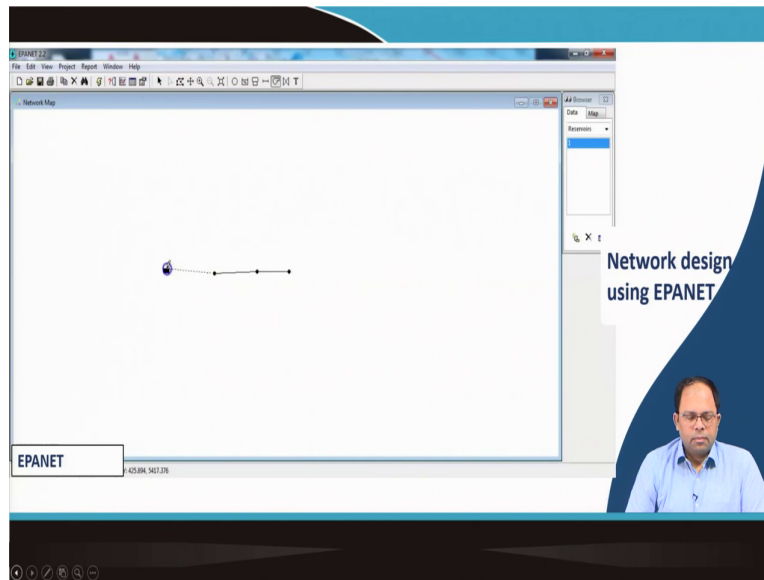 EPANET 2.2
File Edit View Project Report Window Help
T
Network Map
Browser
Data Map
Reservoirs
1
Network design
using EPANET
EPANET
425.894, 5417.376